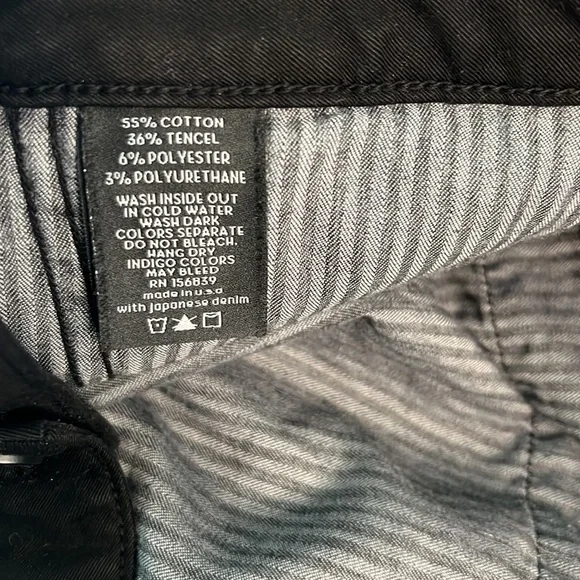 55% COTTON
36% TENCEL
6% POLYESTER
3% POLYURETHANE
WASH INSIDE OUT
IN COLD WATER
WASH DARK
COLORS SEPARATE
DO NOT BLEACH.
HANG DRY
INDIGO COLORS
MAY BLEED
RN 156839
made in u.s.a
with japanese denim